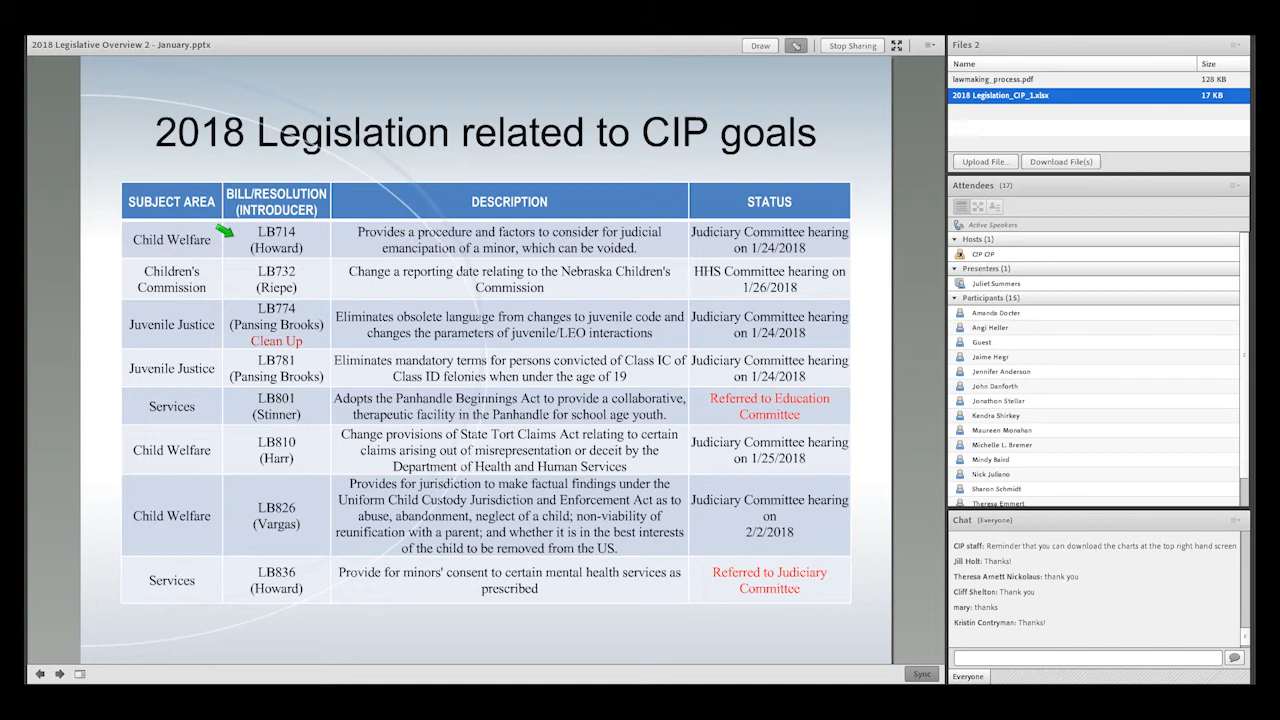 2018 Legislative Overview 2 - January.pptx
Draw
Stop Sharing
2018 Legislation related to CIP goals
SUBJECT AREA
BILL/RESOLUTION
(INTRODUCER)
DESCRIPTION
STATUS
Child Welfare
LB714
(Howard)
Provides a procedure and factors to consider for judicial
emancipation of a minor, which can be voided.
Judiciary Committee hearing
on 1/24/2018
Children's
Commission
LB732
(Riepe)
Change a reporting date relating to the Nebraska Children's
Commission
HHS Committee hearing on
1/26/2018
Juvenile Justice
LB774
(Pansing Brooks)
Clean Up
Eliminates obsolete language from changes to juvenile code and
changes the parameters of juvenile/LEO interactions
Judiciary Committee hearing
on 1/24/2018
Juvenile Justice
LB781
(Pansing Brooks)
Eliminates mandatory terms for persons convicted of Class IC of
Class ID felonies when under the age of 19
Judiciary Committee hearing
on 1/24/2018
Services
LB801
(Stinner)
Adopts the Panhandle Beginnings Act to provide a collaborative,
therapeutic facility in the Panhandle for school age youth.
Referred to Education
Committee
Child Welfare
LB810
(Harr)
Change provisions of State Tort Claims Act relating to certain
claims arising out of misrepresentation or deceit by the
Department of Health and Human Services
Judiciary Committee hearing
on 1/25/2018
Child Welfare
LB826
(Vargas)
Provides for jurisdiction to make factual findings under the
Uniform Child Custody Jurisdiction and Enforcement Act as to
abuse, abandonment, neglect of a child; non-viability of
reunification with a parent; and whether it is in the best interests
of the child to be removed from the US.
Judiciary Committee hearing
on
2/2/2018
Services
LB836
(Howard)
Provide for minors' consent to certain mental health services as
prescribed
Referred to Judiciary
Committee
Sync
Files 2
Name
Size
lawmaking_process.pdf
128 KB
2018 Legislation_CIP_1.xlsx
17 KB
Upload File...
Download File(s)
Attendees (17)
Active Speakers
Hosts (1)
CIP CIP
Presenters (1)
Juliet Summers
Participants (15)
Amanda Docter
Angi Heller
Guest
Jaime Hegr
Jennifer Anderson
John Danforth
Jonathon Stellar
Kendra Shirkey
Maureen Monahan
Michelle L. Bremer
Mindy Baird
Nick Juliano
Sharon Schmidt
Theresa Emmert
Chat (Everyone)
CIP staff: Reminder that you can download the charts at the top right hand screen
Jill Holt: Thanks!
Theresa Arnett Nickolaus: thank you
Cliff Shelton: Thank you
mary: thanks
Kristin Contryman: Thanks!
Everyone